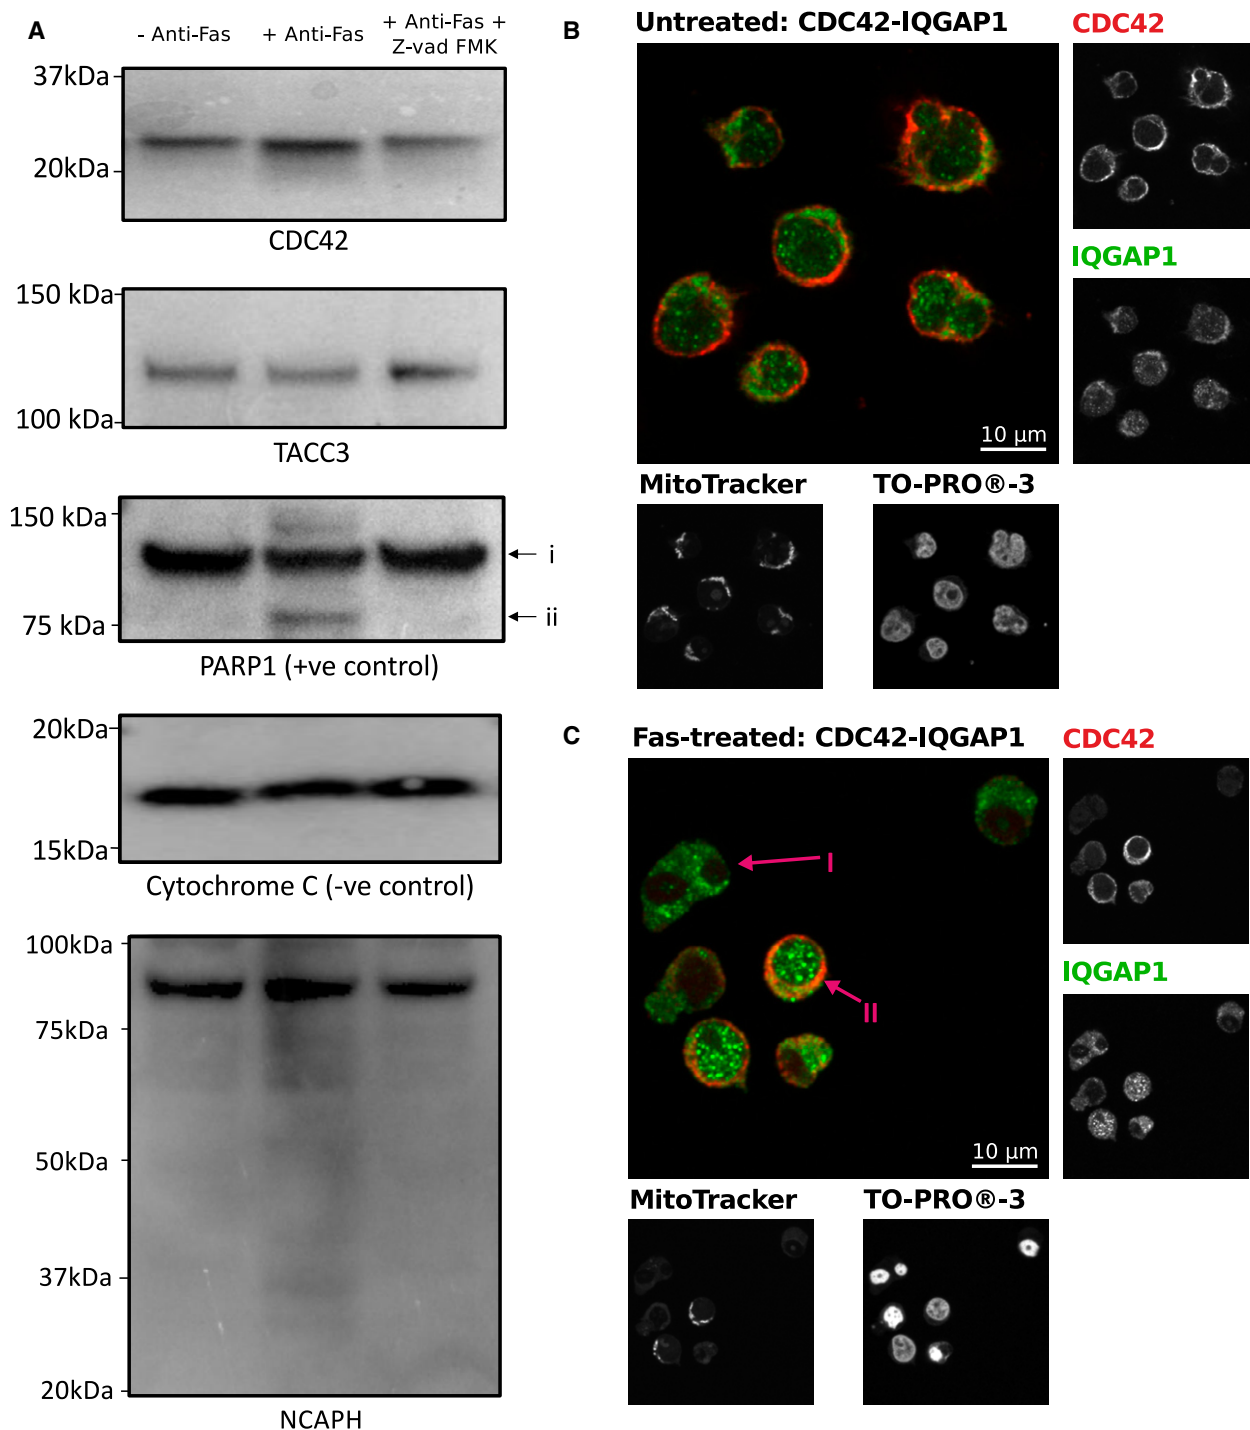 A
- Anti-Fas
+ Anti-Fas
+ Anti-Fas +
Z-vad FMK
37kDa
20kDa
CDC42
150 kDa
100 kDa
TACC3
150 kDa
75 kDa
i
ii
PARP1 (+ve control)
20kDa
15kDa
Cytochrome C (-ve control)
100kDa
75kDa
50kDa
37kDa
20kDa
NCAPH
B
Untreated: CDC42-IQGAP1
10 µm
CDC42
IQGAP1
MitoTracker
TO-PRO®-3
C
Fas-treated: CDC42-IQGAP1
I
II
10 µm
CDC42
IQGAP1
MitoTracker
TO-PRO®-3